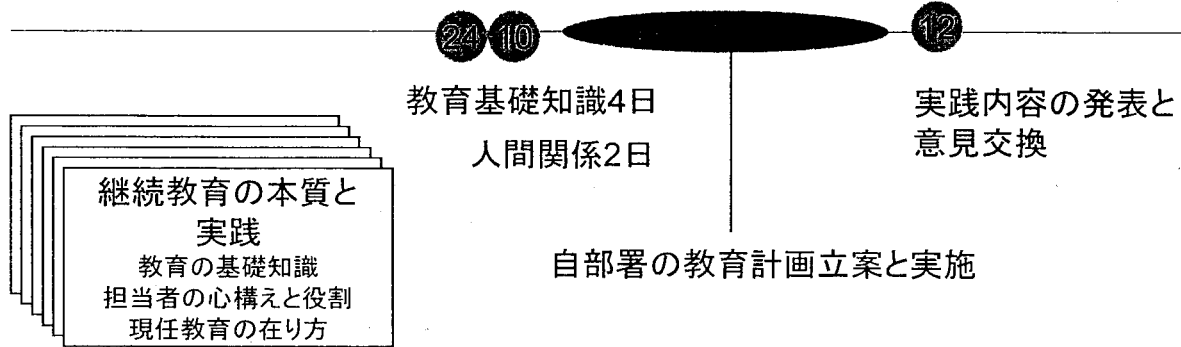 24 10
12
教育基礎知識4日
人間関係2日
実践内容の発表と
意見交換
継続教育の本質と
実践
教育の基礎知識
担当者の心構えと役割
現任教育の在り方
自部署の教育計画立案と実施